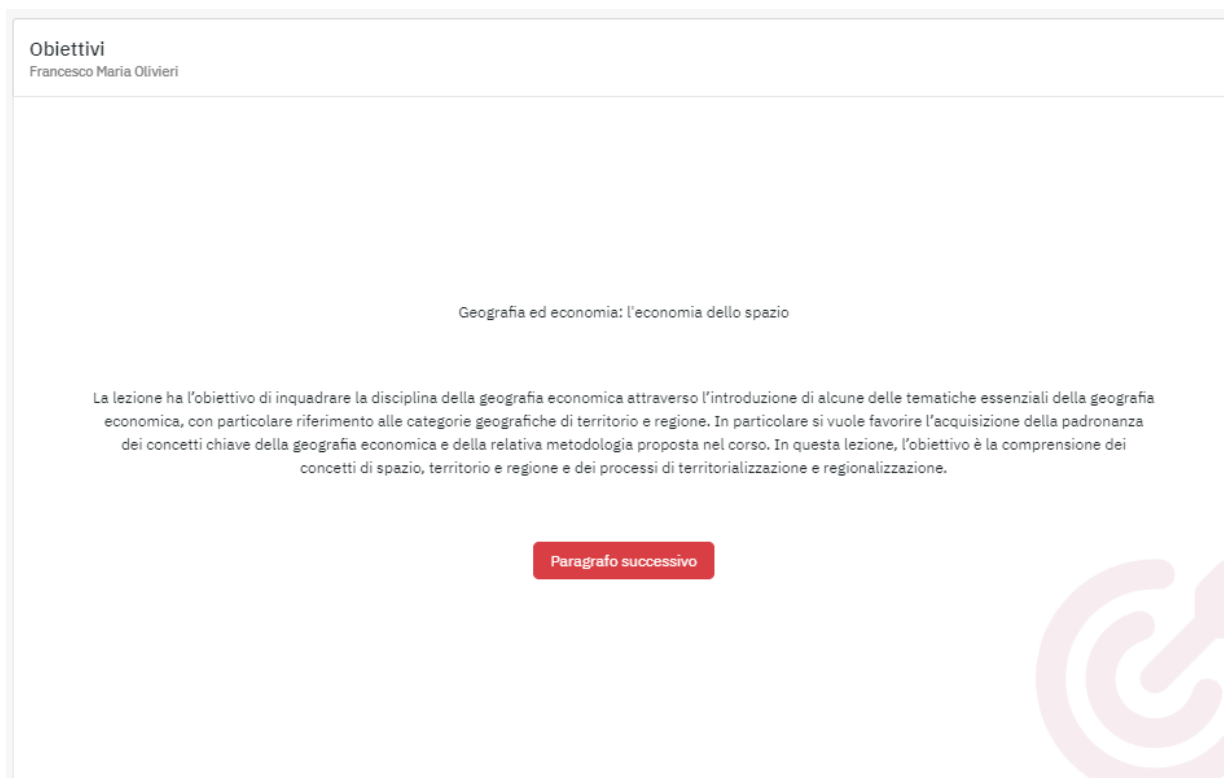 Obiettivi
Francesco Maria Olivieri
Geografia ed economia: l'economia dello spazio
La lezione ha l’obiettivo di inquadrare la disciplina della geografia economica attraverso l’introduzione di alcune delle tematiche essenziali della geografia
economica, con particolare riferimento alle categorie geografiche di territorio e regione. In particolare si vuole favorire l’acquisizione della padronanza
dei concetti chiave della geografia economica e della relativa metodologia proposta nel corso. In questa lezione, l’obiettivo è la comprensione dei
concetti di spazio, territorio e regione e dei processi di territorializzazione e regionalizzazione.
Paragrafo successivo